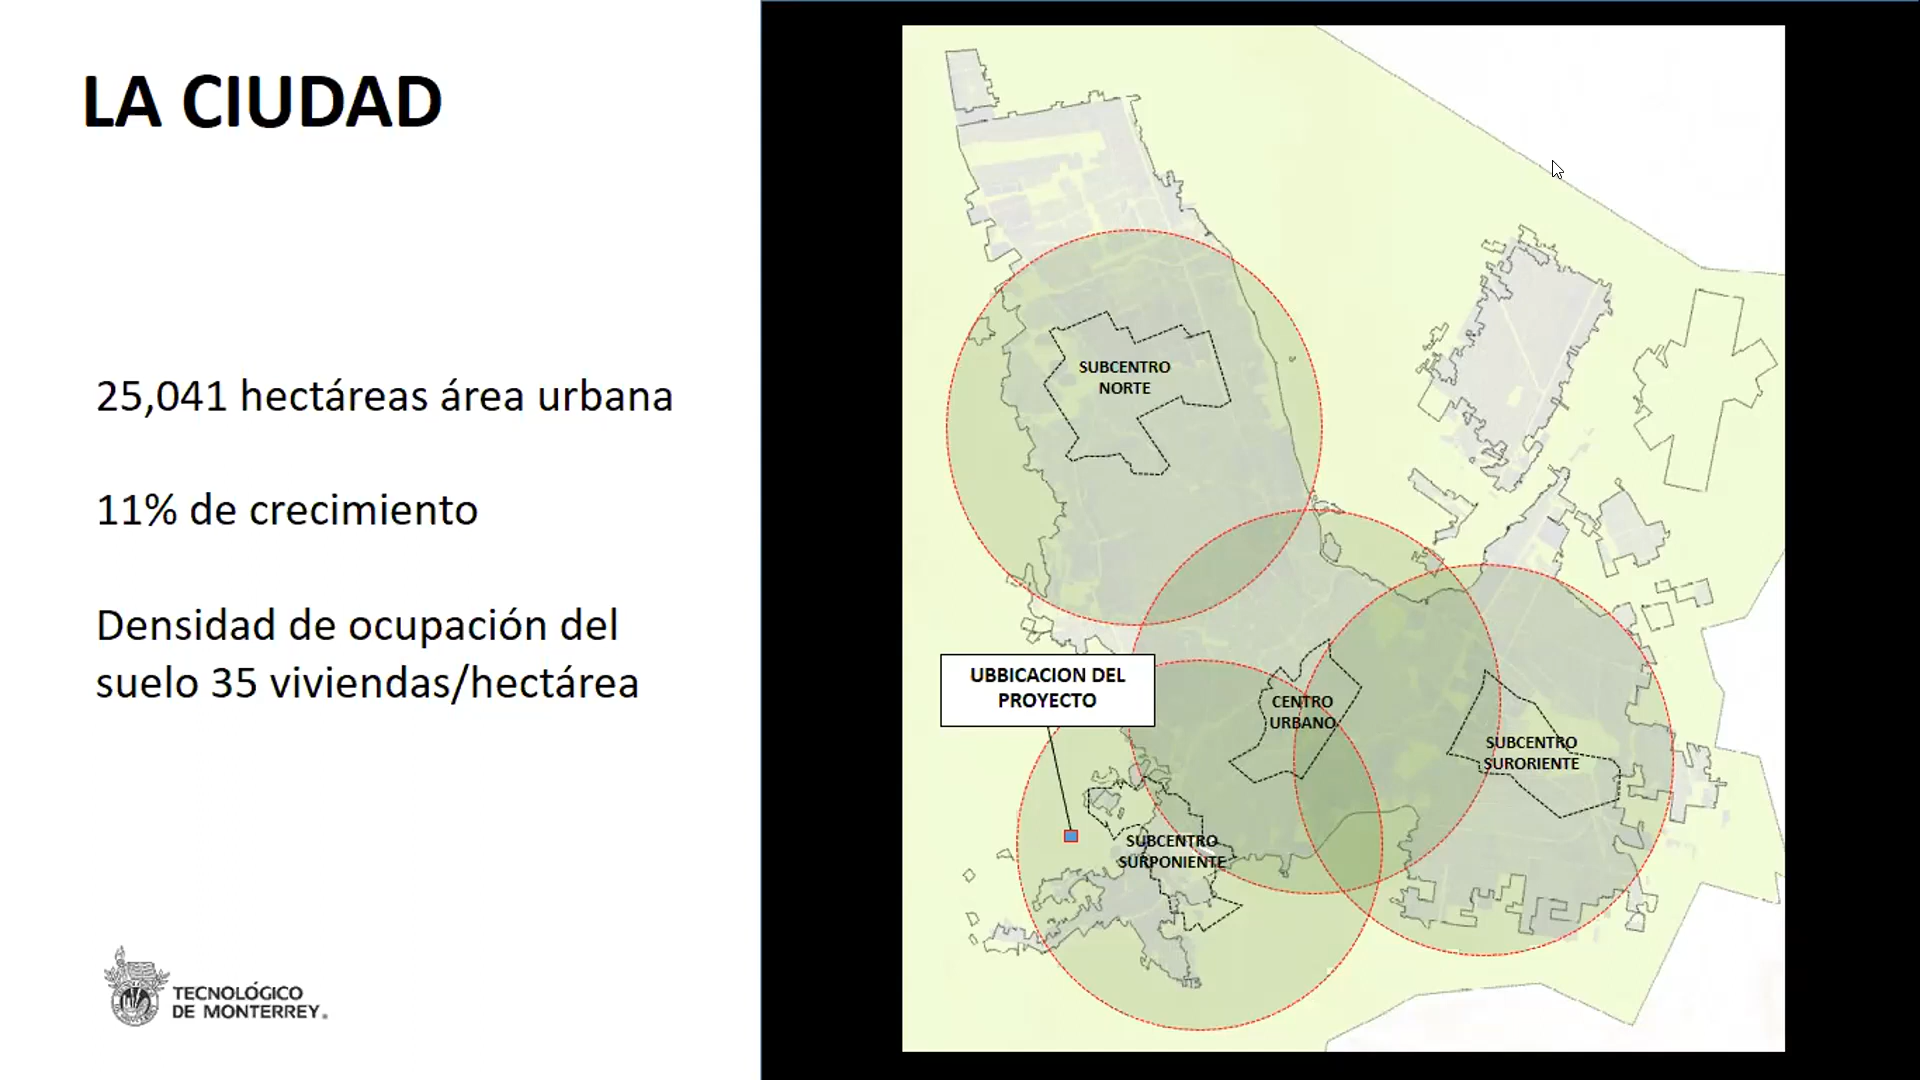 LA CIUDAD
25,041 hectáreas área urbana
11% de crecimiento
Densidad de ocupación del
suelo 35 viviendas/hectárea
TECNOLÓGICO
DE MONTERREY®
SUBCENTRO
NORTE
UBBICACION DEL
PROYECTO
CENTRO
URBANO
SUBCENTRO
SURORIENTE
SUBCENTRO
SURPONIENTE